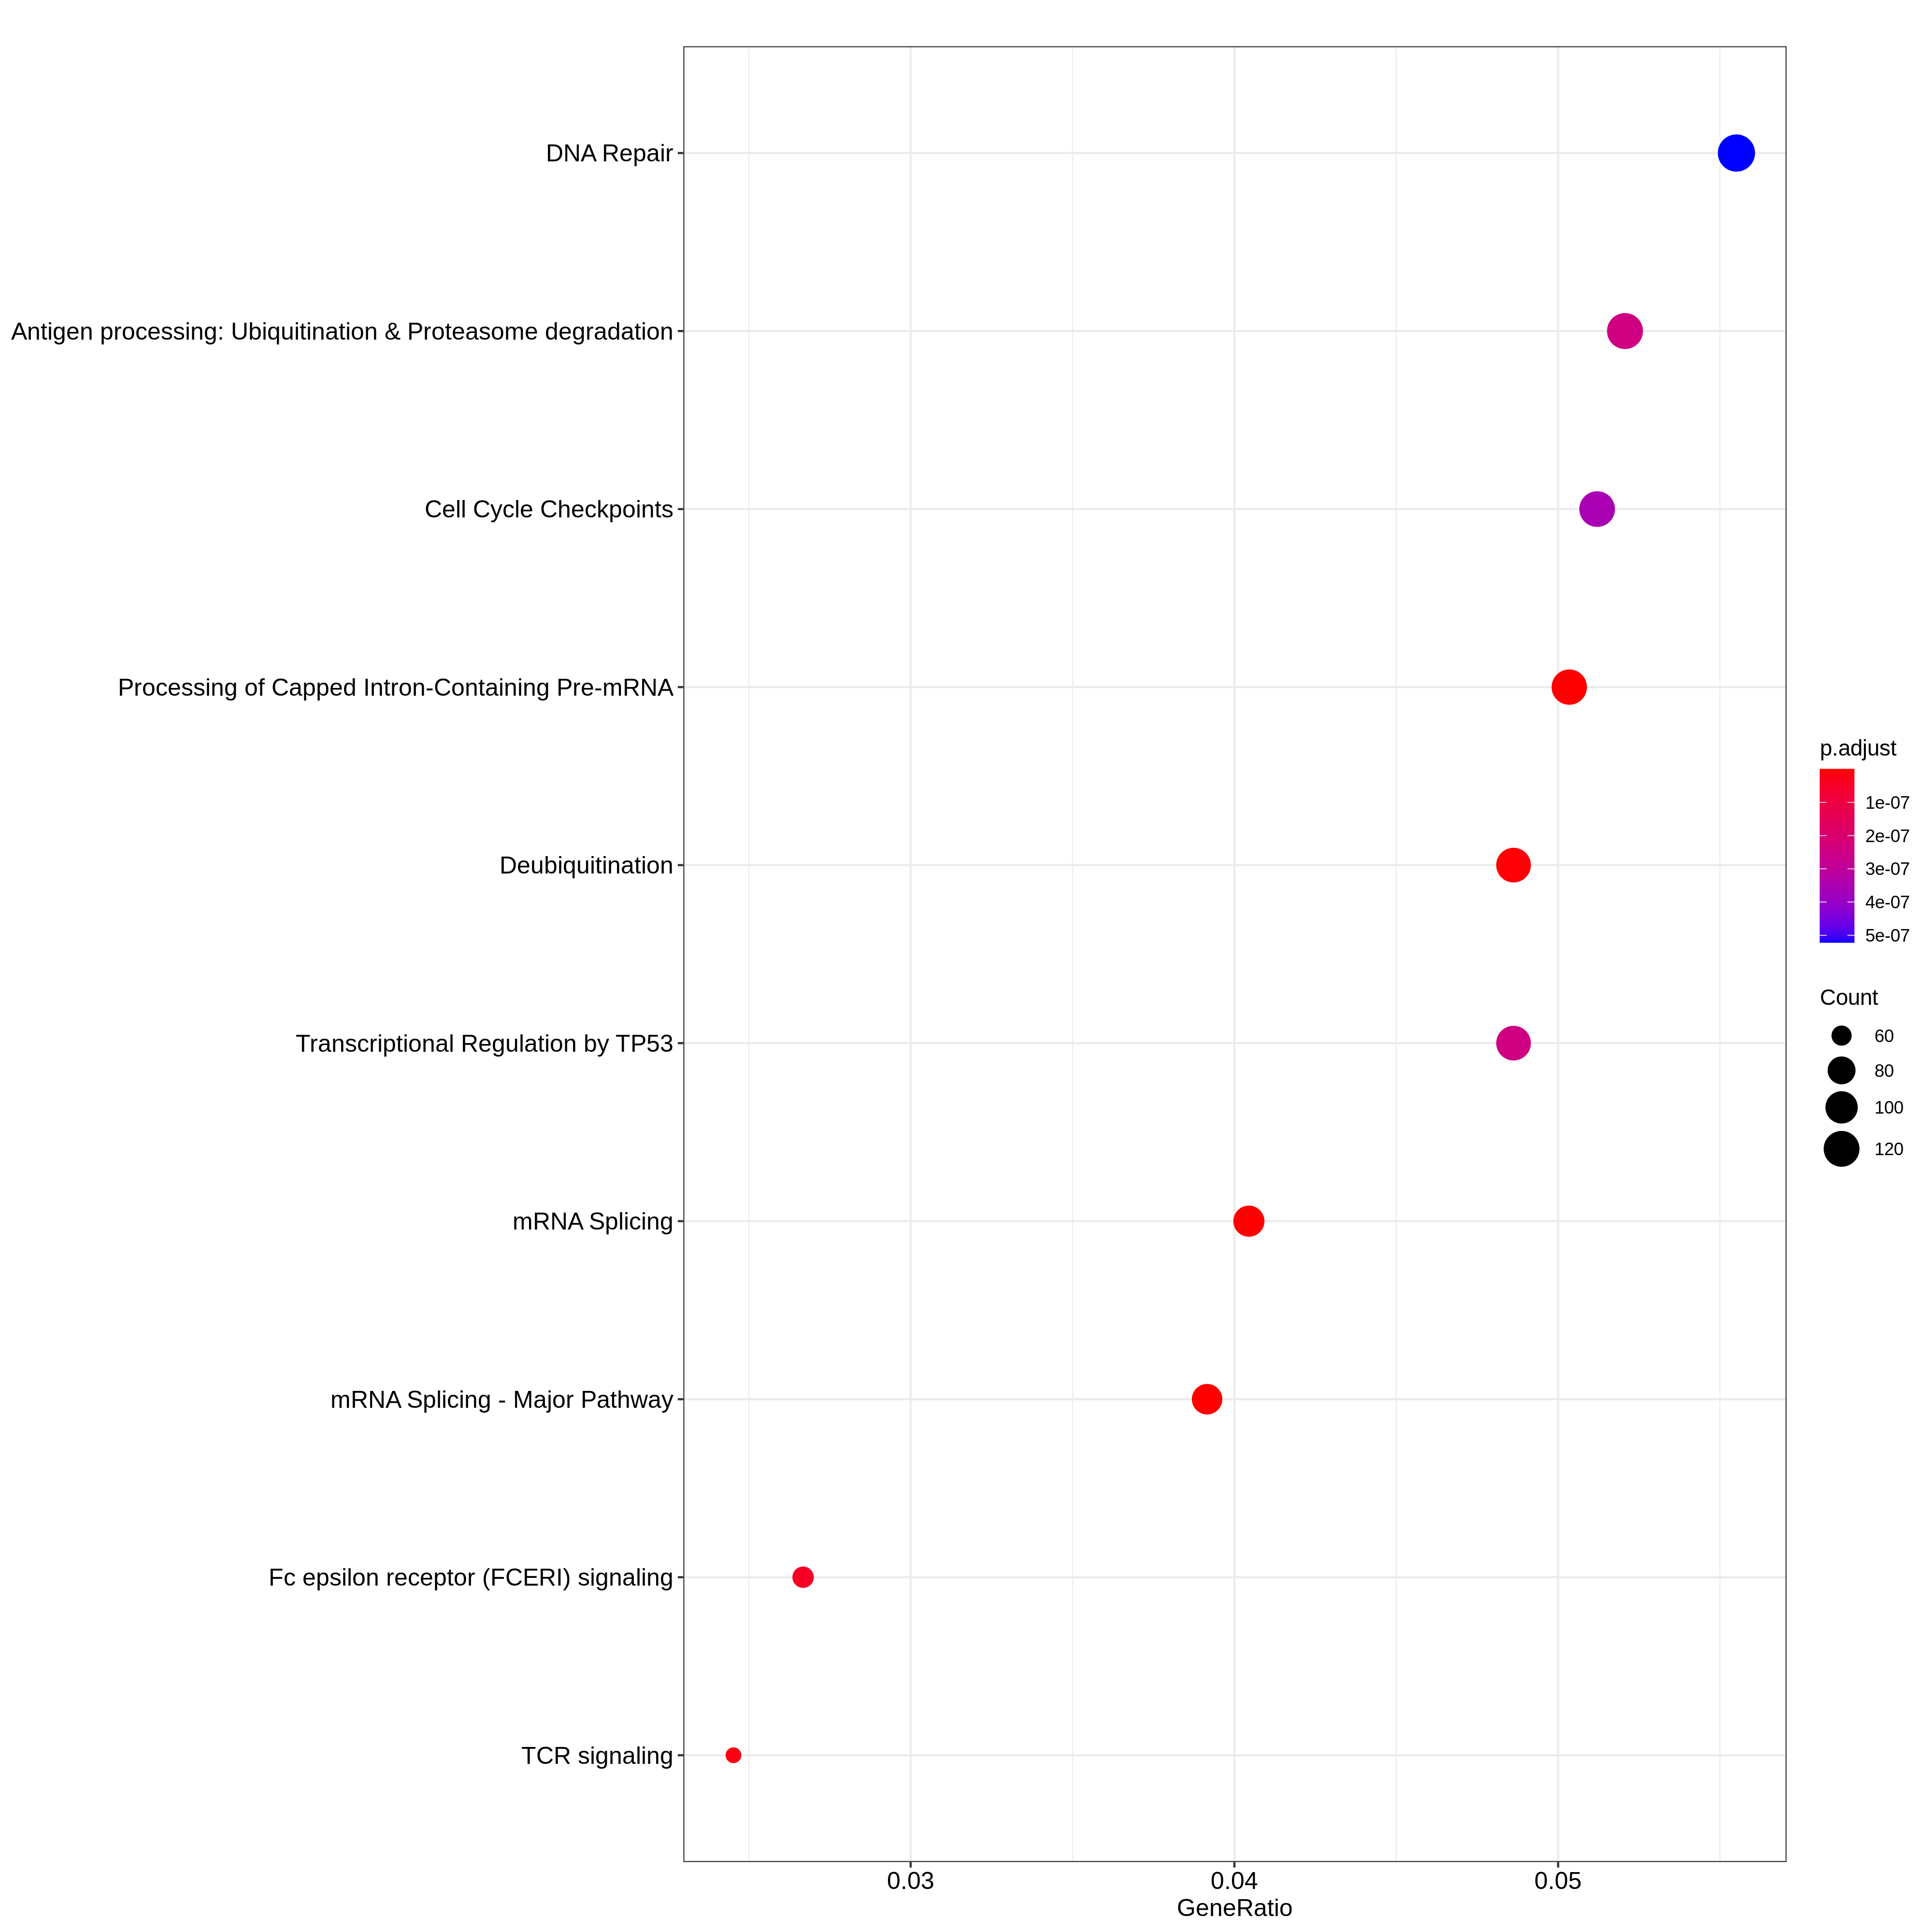 DNA Repair
Antigen processing: Ubiquitination & Proteasome degradation
Cell Cycle Checkpoints
Processing of Capped Intron-Containing Pre-mRNA
Deubiquitination
Transcriptional Regulation by TP53
mRNA Splicing
mRNA Splicing - Major Pathway
Fc epsilon receptor (FCERI) signaling
TCR signaling
0.03 0.04 0.05
GeneRatio
p.adjust
1e-07
2e-07
3e-07
4e-07
5e-07
Count
60
80
100
120